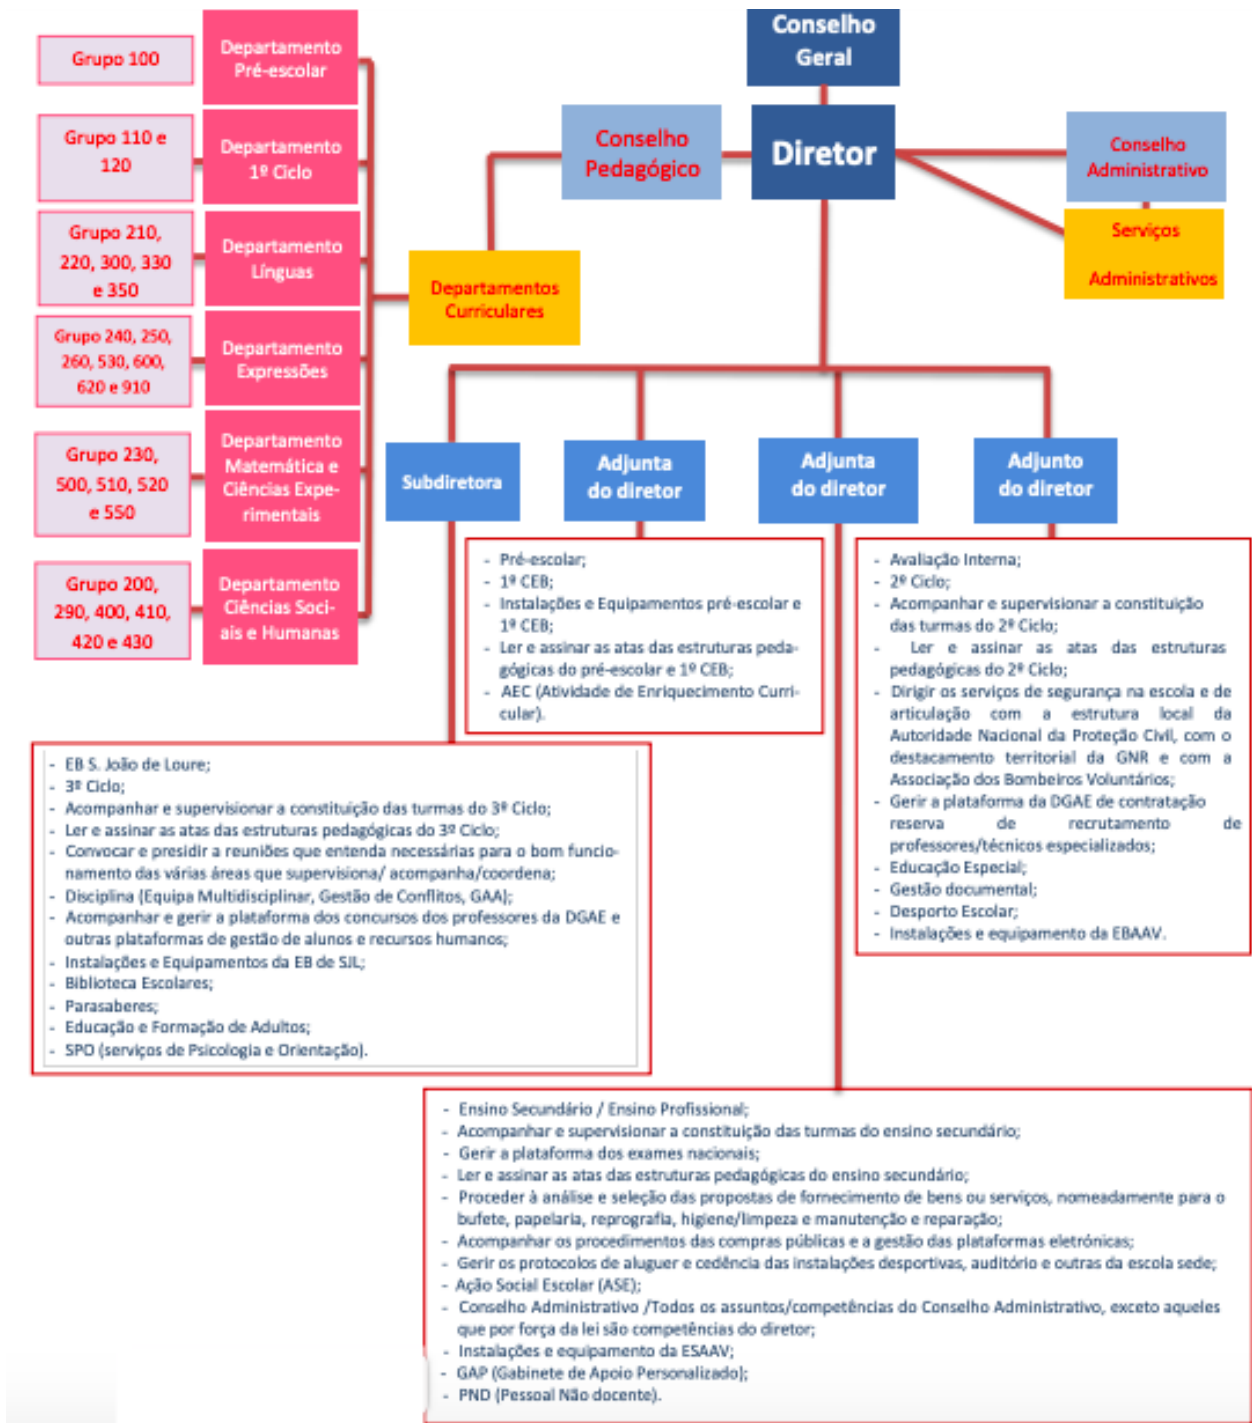 Conselho
Geral
Diretor
Conselho
Pedagógico
Conselho
Administrativo
Serviços
Administrativos
Departamentos
Curriculares
Grupo 100
Departamento
Pré-escolar
Grupo 110 e
120
Departamento
1º Ciclo
Grupo 210,
220, 300, 330
e 350
Departamento
Línguas
Grupo 240, 250,
260, 530, 600,
620 e 910
Departamento
Expressões
Grupo 230,
500, 510, 520
e 550
Departamento
Matemática e
Ciências Expe-
rimentais
Grupo 200,
290, 400, 410,
420 e 430
Departamento
Ciências Soci-
ais e Humanas
Subdiretora
Adjunta
do diretor
Adjunta
do diretor
Adjunto
do diretor
- Pré-escolar;
- 1º CEB;
- Instalações e Equipamentos pré-escolar e
1º CEB;
- Ler e assinar as atas das estruturas peda-
gógicas do pré-escolar e 1º CEB;
- AEC (Atividade de Enriquecimento Curri-
cular).
- Avaliação Interna;
- 2º Ciclo;
- Acompanhar e supervisionar a constituição
das turmas do 2º Ciclo;
- Ler e assinar as atas das estruturas
pedagógicas do 2º Ciclo;
- Dirigir os serviços de segurança na escola e de
articulação com a estrutura local da
Autoridade Nacional da Proteção Civil, com o
destacamento territorial da GNR e com a
Associação dos Bombeiros Voluntários;
- Gerir a plataforma da DGAE de contratação
reserva de recrutamento de
professores/técnicos especializados;
- Educação Especial;
- Gestão documental;
- Desporto Escolar;
- Instalações e equipamento da EBAAV.
- EB S. João de Loure;
- 3º Ciclo;
- Acompanhar e supervisionar a constituição das turmas do 3º Ciclo;
- Ler e assinar as atas das estruturas pedagógicas do 3º Ciclo;
- Convocar e presidir a reuniões que entenda necessárias para o bom funcio-
namento das várias áreas que supervisiona/ acompanha/coordena;
- Disciplina (Equipa Multidisciplinar, Gestão de Conflitos, GAA);
- Acompanhar e gerir a plataforma dos concursos dos professores da DGAE e
outras plataformas de gestão de alunos e recursos humanos;
- Instalações e Equipamentos da EB de SJL;
- Biblioteca Escolares;
- Parasaberes;
- Educação e Formação de Adultos;
- SPO (serviços de Psicologia e Orientação).
- Ensino Secundário / Ensino Profissional;
- Acompanhar e supervisionar a constituição das turmas do ensino secundário;
- Gerir a plataforma dos exames nacionais;
- Ler e assinar as atas das estruturas pedagógicas do ensino secundário;
- Proceder à análise e seleção das propostas de fornecimento de bens ou serviços, nomeadamente para o
bufete, papelaria, reprografia, higiene/limpeza e manutenção e reparação;
- Acompanhar os procedimentos das compras públicas e a gestão das plataformas eletrónicas;
- Gerir os protocolos de aluguer e cedência das instalações desportivas, auditório e outras da escola sede;
- Ação Social Escolar (ASE);
- Conselho Administrativo /Todos os assuntos/competências do Conselho Administrativo, exceto aqueles
que por força da lei são competências do diretor;
- Instalações e equipamento da ESAAV;
- GAP (Gabinete de Apoio Personalizado);
- PND (Pessoal Não docente).